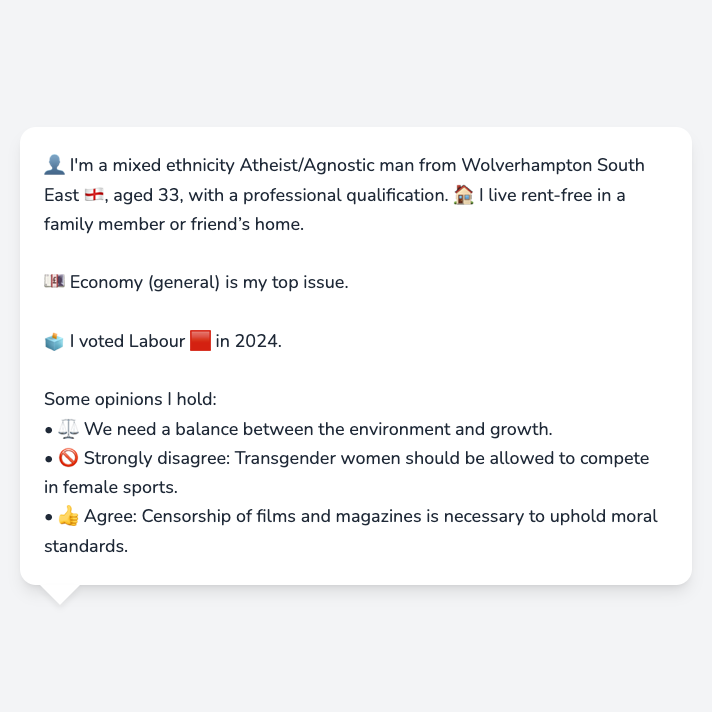 👤 I'm a mixed ethnicity Atheist/Agnostic man from Wolverhampton South
East 🏴󠁧󠁢󠁥󠁮󠁧󠁿, aged 33, with a professional qualification. 🏠 I live rent-free in a
family member or friend’s home.
💷 Economy (general) is my top issue.
🗳️ I voted Labour 🟥 in 2024.
Some opinions I hold:
• ⚖️ We need a balance between the environment and growth.
• 🚫 Strongly disagree: Transgender women should be allowed to compete
in female sports.
• 👍 Agree: Censorship of films and magazines is necessary to uphold moral
standards.